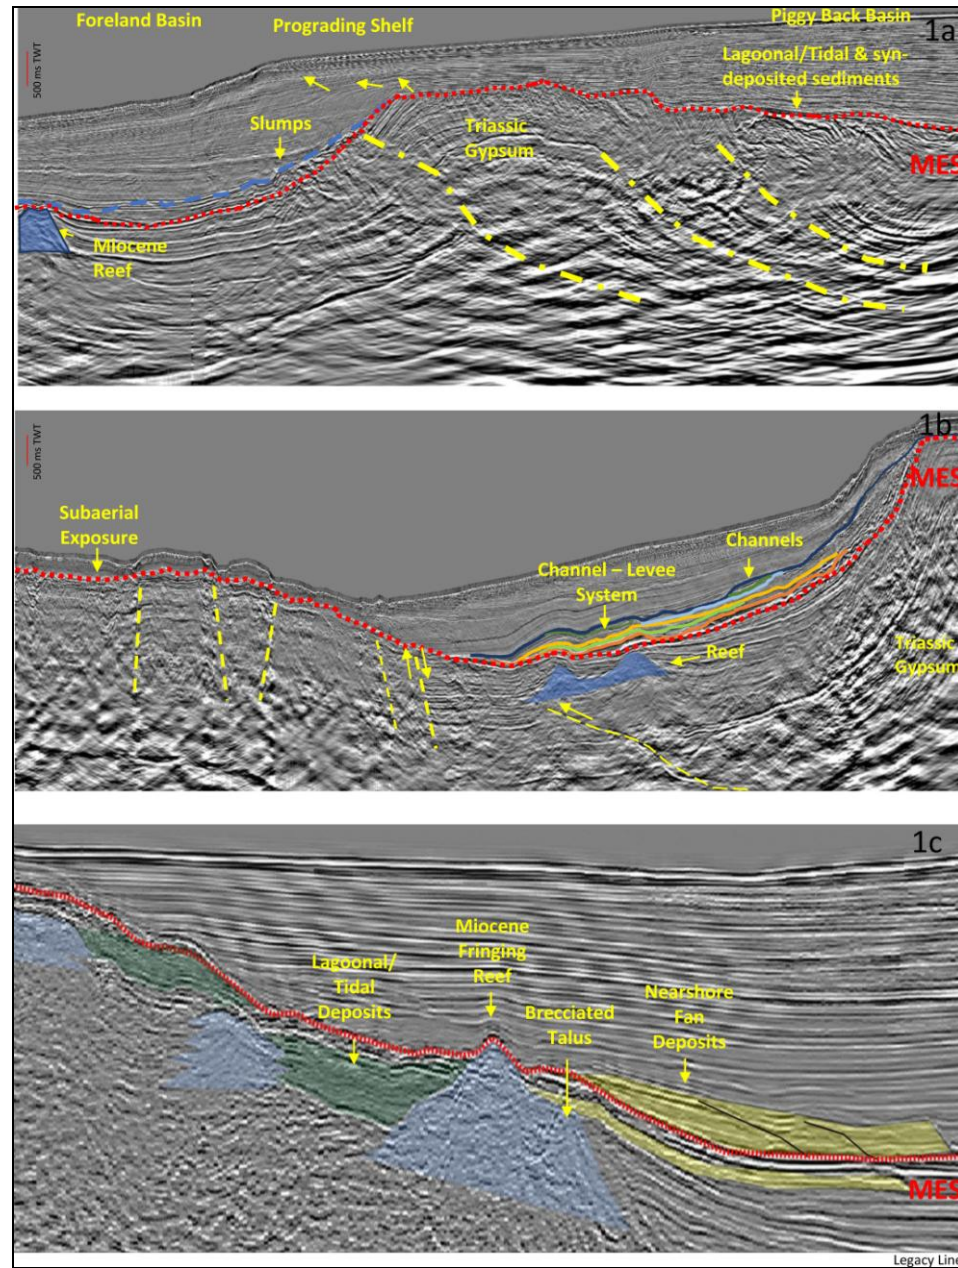 Foreland Basin
Prograding Shelf
Piggy Back Basin
1a
500 ms TWT
Lagoonal/Tidal & syn-
deposited sediments
Slumps
Triassic
Gypsum
MES
Miocene
Reef
1b
500 ms TWT
MES
Subaerial
Exposure
Channels
Channel – Levee
System
Reef
Triassic
Gypsum
1c
Miocene
Fringing
Reef
Lagoonal/
Tidal
Deposits
Nearshore
Fan
Deposits
Brecciated
Talus
MES
Legacy Line